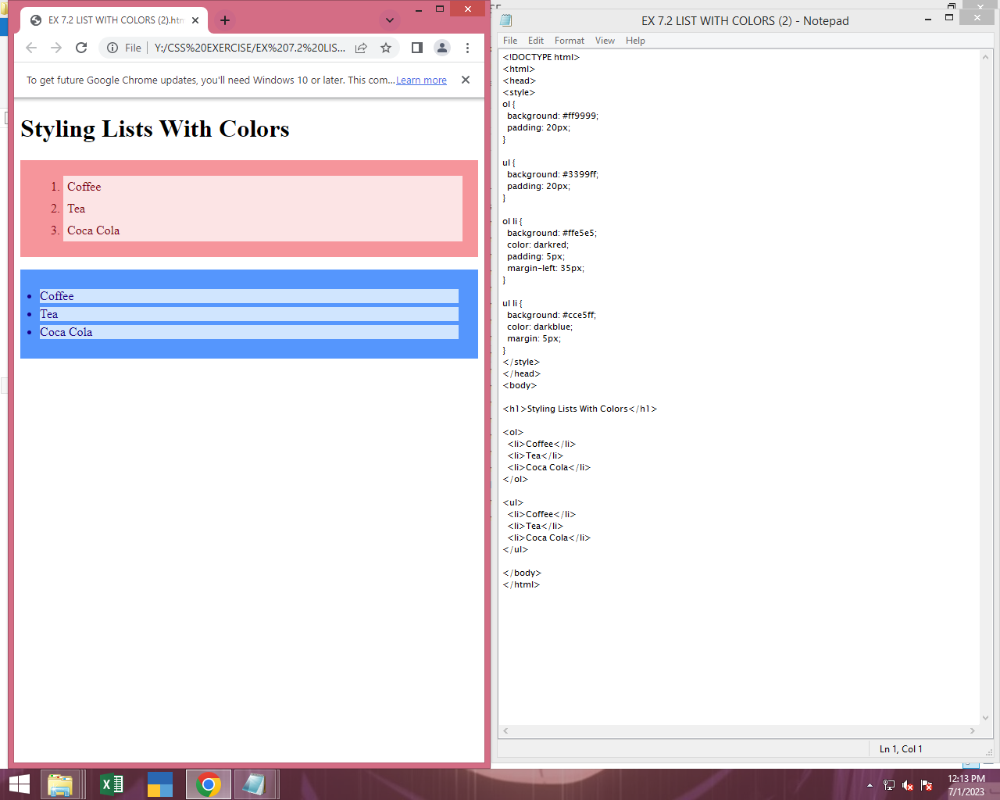 EX 7.2 LIST WITH COLORS (2).htm
File
Y:/CSS%20EXERCISE/EX%207.2%20LIS...
To get future Google Chrome updates, you'll need Windows 10 or later. This com... Learn more
Styling Lists With Colors
1. Coffee
2. Tea
3. Coca Cola
• Coffee
• Tea
• Coca Cola
EX 7.2 LIST WITH COLORS (2) - Notepad
File Edit Format View Help
<!DOCTYPE html>
<html>
<head>
<style>
ol {
  background: #ff9999;
  padding: 20px;
}

ul {
  background: #3399ff;
  padding: 20px;
}

ol li {
  background: #ffe5e5;
  color: darkred;
  padding: 5px;
  margin-left: 35px;
}

ul li {
  background: #cce5ff;
  color: darkblue;
  margin: 5px;
}
</style>
</head>
<body>

<h1>Styling Lists With Colors</h1>

<ol>
  <li>Coffee</li>
  <li>Tea</li>
  <li>Coca Cola</li>
</ol>

<ul>
  <li>Coffee</li>
  <li>Tea</li>
  <li>Coca Cola</li>
</ul>

</body>
</html>
Ln 1, Col 1
12:13 PM
7/1/2023